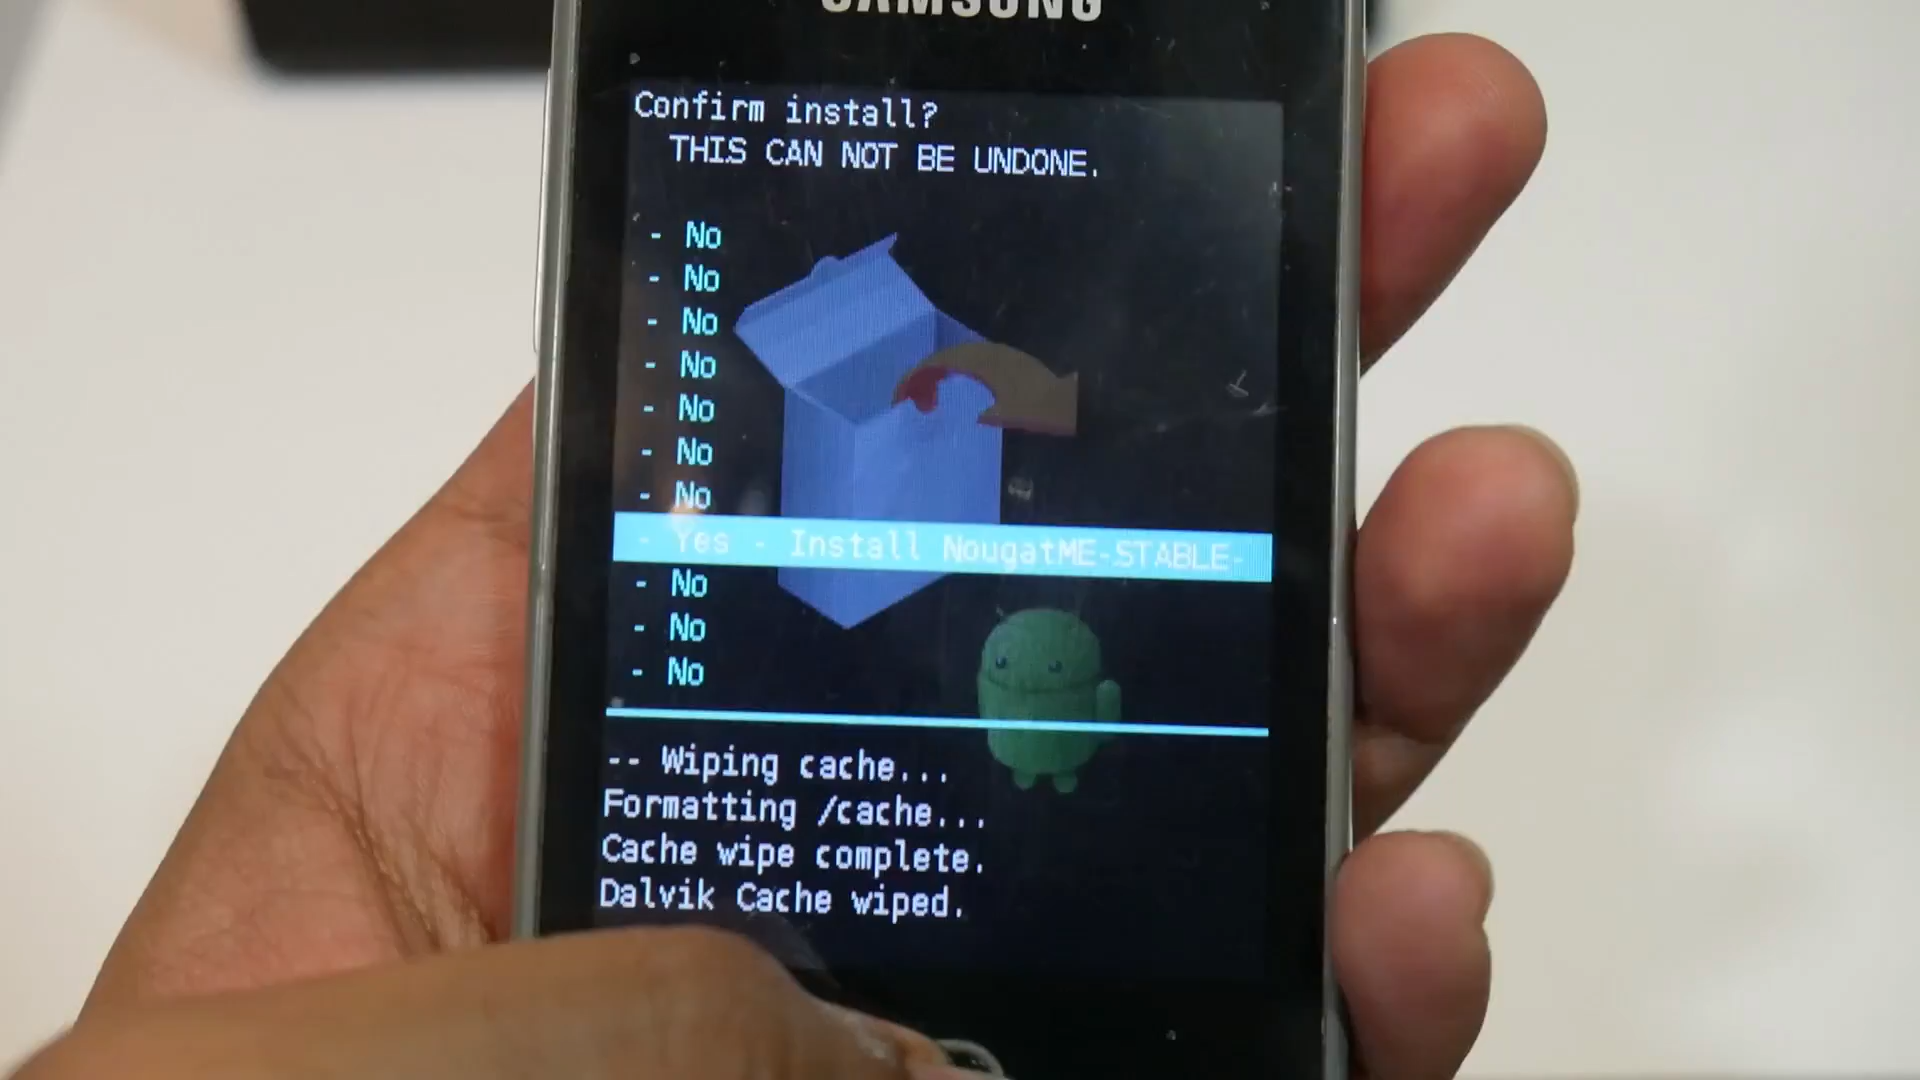 SAMSUNG
Confirm install?
THIS CAN NOT BE UNDONE.
- No
- No
- No
- No
- No
- No
- No
- Yes - Install NougatME-STABLE-
- No
- No
- No
-- Wiping cache...
Formatting /cache...
Cache wipe complete.
Dalvik Cache wiped.